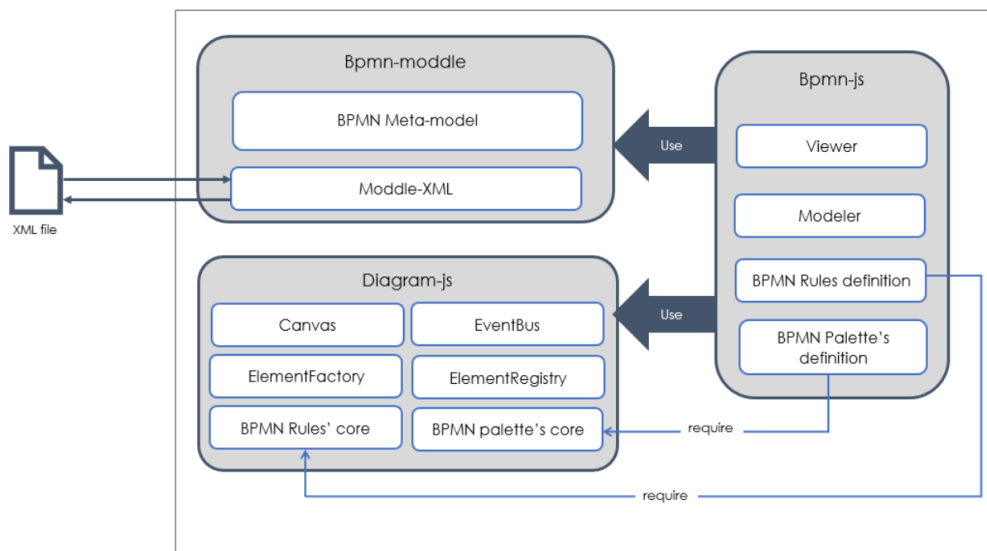 Bpmn-moddle
BPMN Meta-model
Moddle-XML
XML file
Use
Bpmn-js
Viewer
Modeler
BPMN Rules definition
BPMN Palette's
definition
Diagram-js
Canvas
EventBus
ElementFactory
ElementRegistry
BPMN Rules' core
BPMN palette's core
Use
require
require